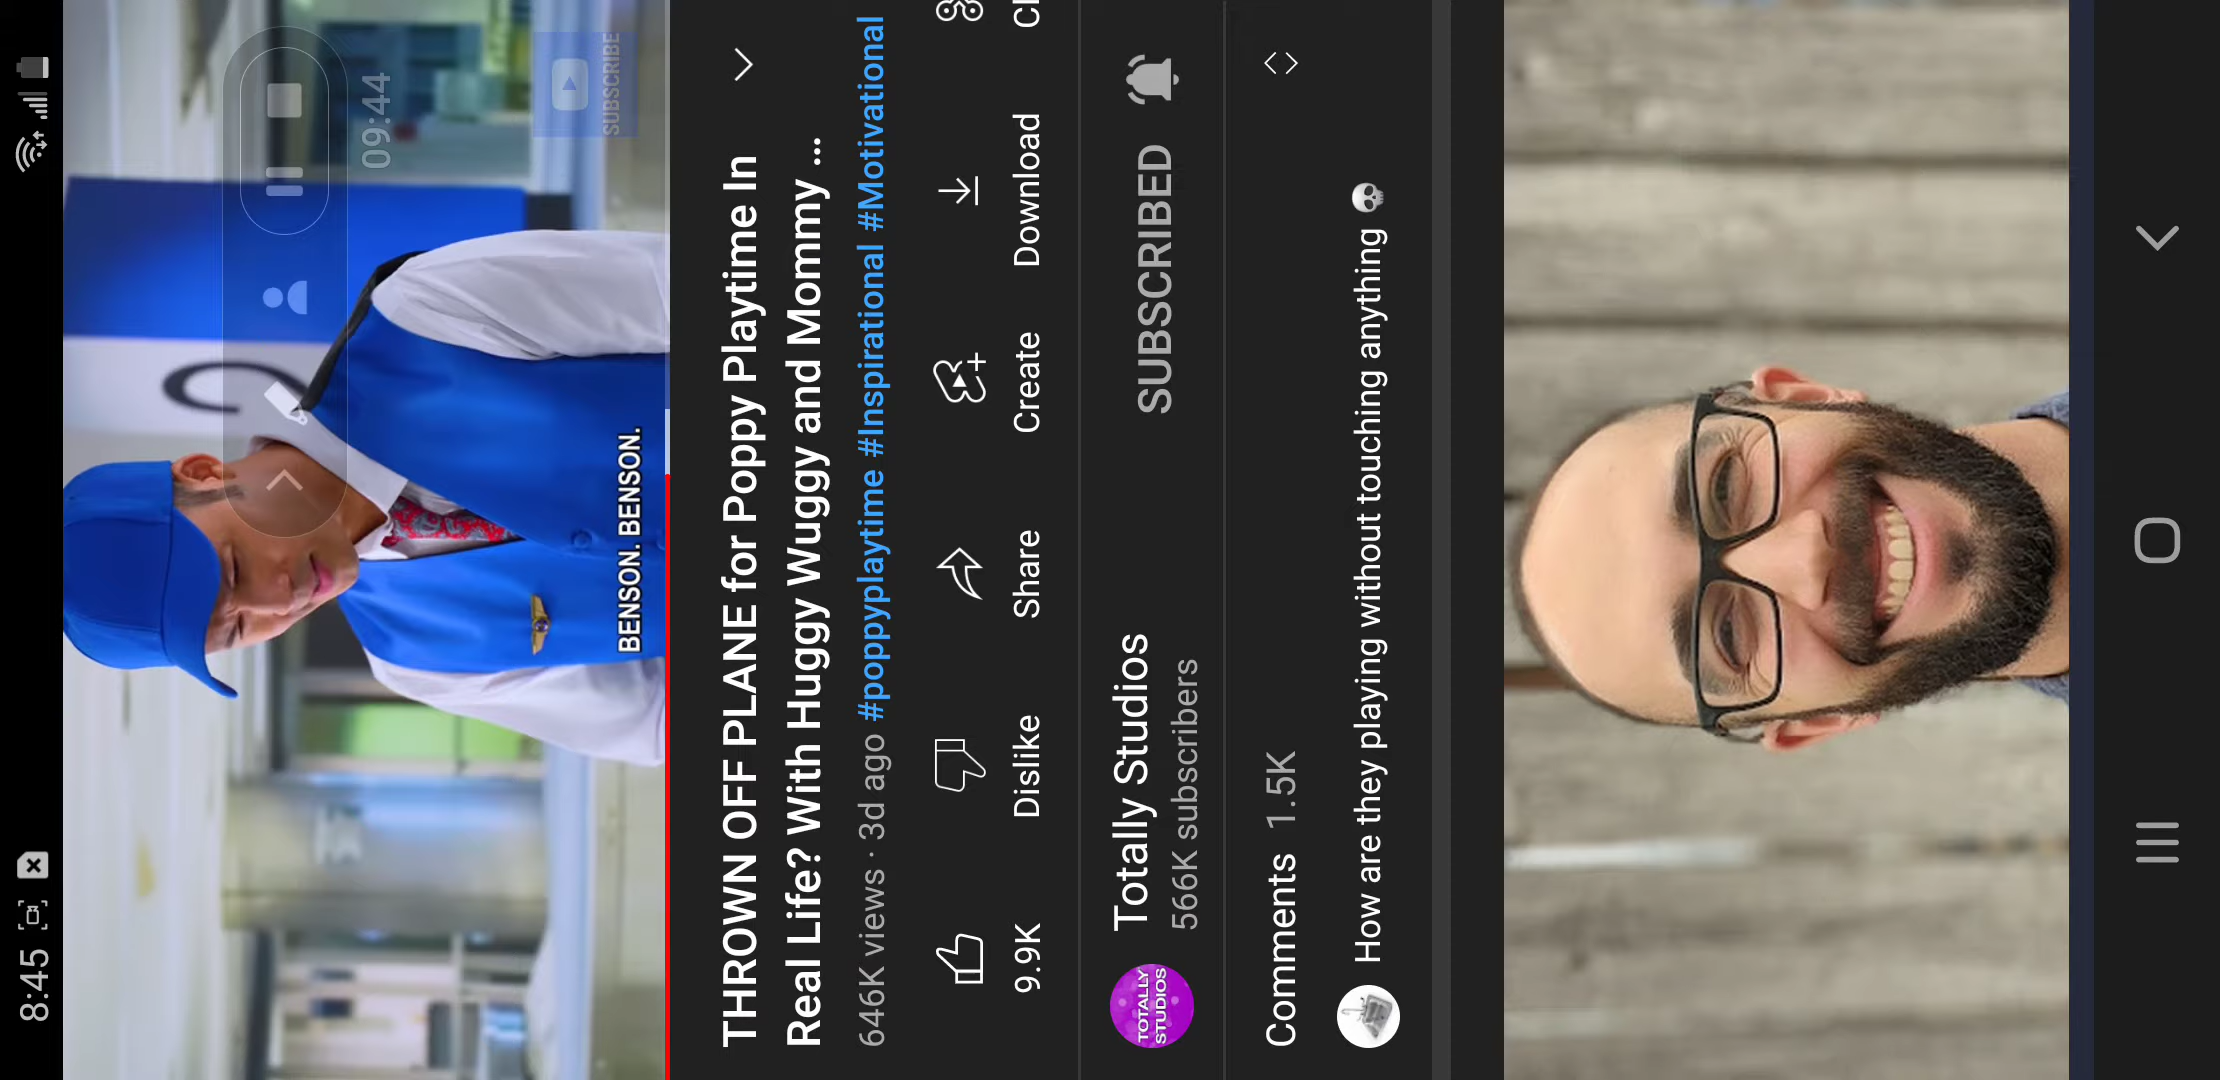 8:45
09:44
SUBSCRIBE
C
BENSON. BENSON.
THROWN OFF PLANE for Poppy Playtime In
Real Life? With Huggy Wuggy and Mommy ...
646K views · 3d ago #poppyplaytime #Inspirational #Motivational
9.9K
Dislike
Share
Create
Download
Cl
TOTALLY
STUDIOS
Totally Studios
566K subscribers
SUBSCRIBED
Comments 1.5K
How are they playing without touching anything 💀